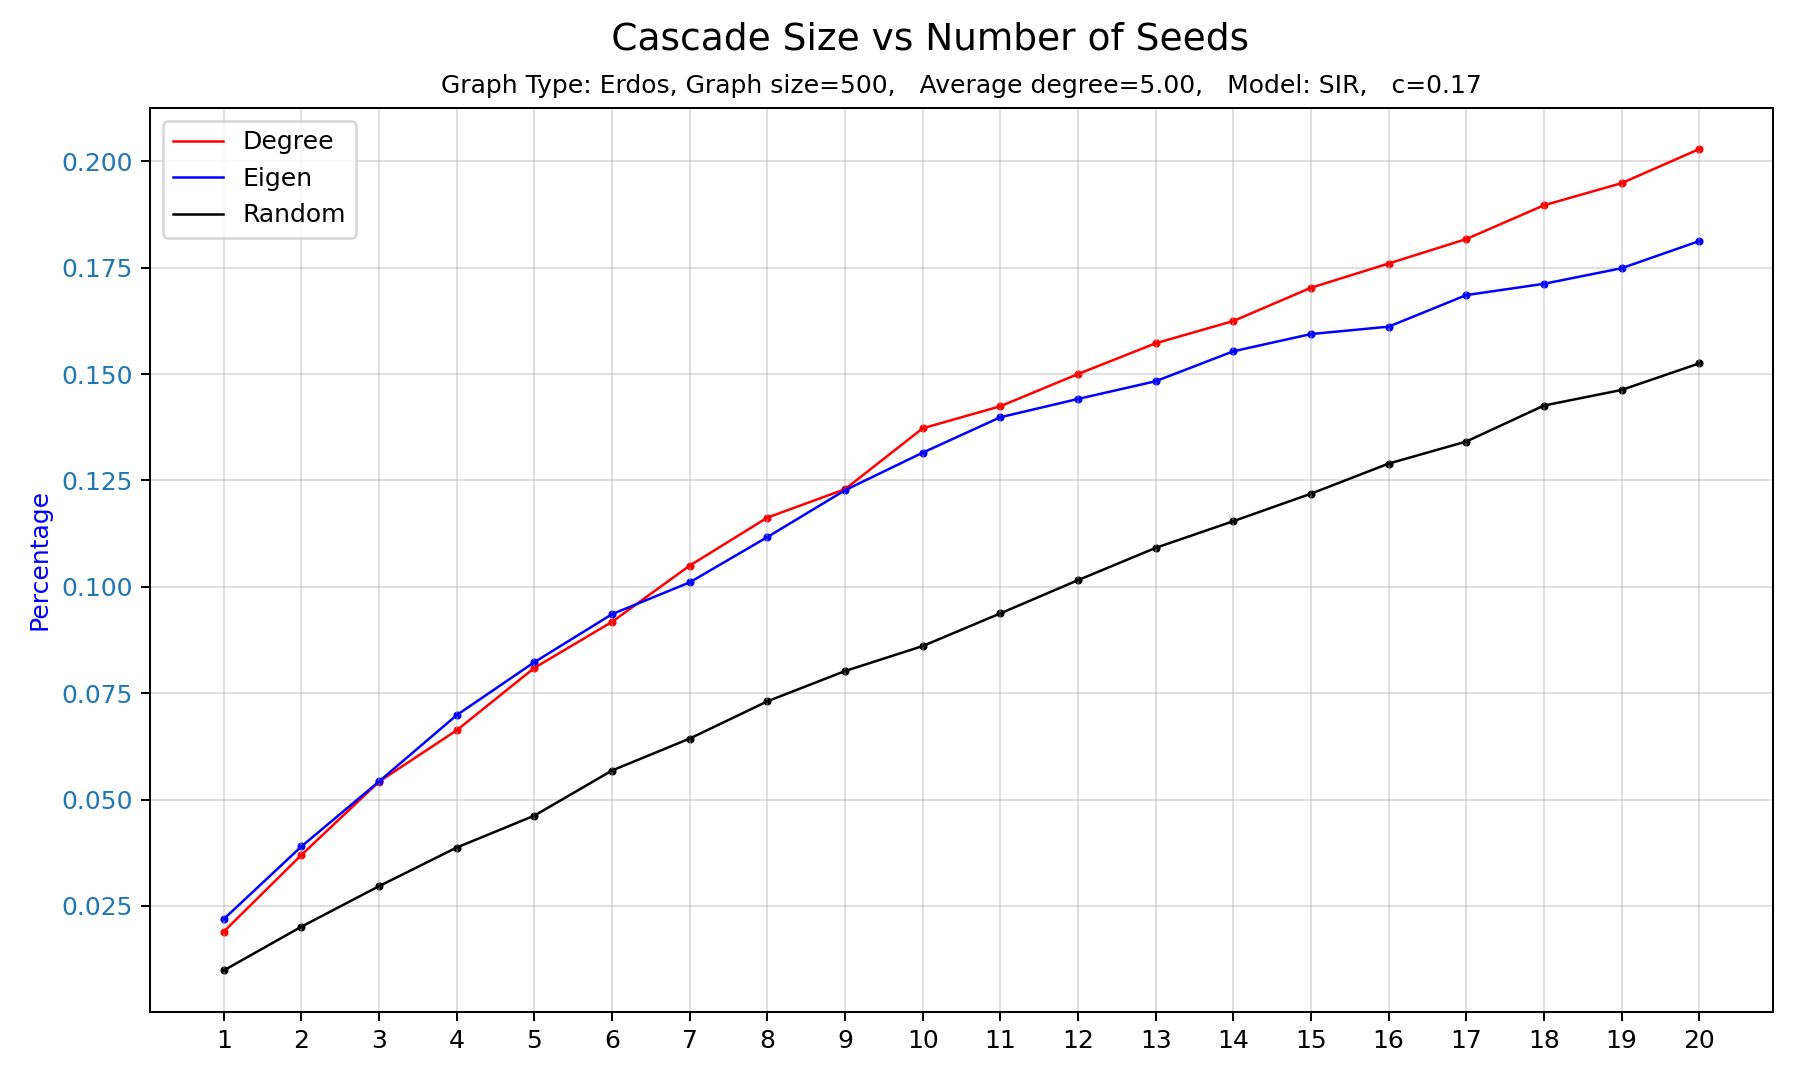 Cascade Size vs Number of Seeds
Graph Type: Erdos, Graph size=500,   Average degree=5.00,   Model: SIR,   c=0.17
Degree
Eigen
Random
Percentage
0.200
0.175
0.150
0.125
0.100
0.075
0.050
0.025
1 2 3 4 5 6 7 8 9 10 11 12 13 14 15 16 17 18 19 20